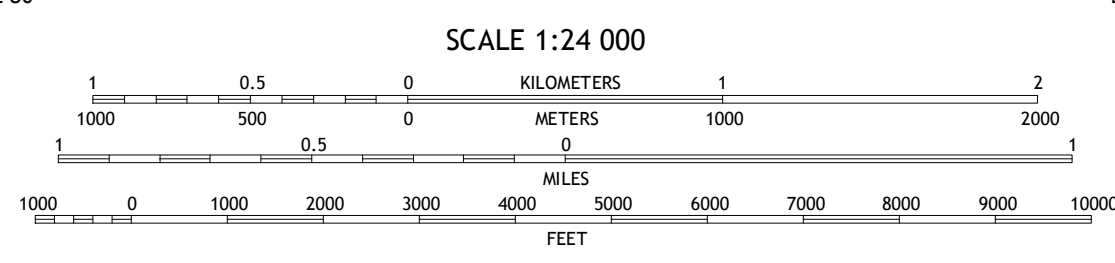 SCALE 1:24 000
1 0.5 0 KILOMETERS 1 2
1000 500 0 METERS 1000 2000
1 0.5 0 1
MILES
1000 0 1000 2000 3000 4000 5000 6000 7000 8000 9000 10000
FEET